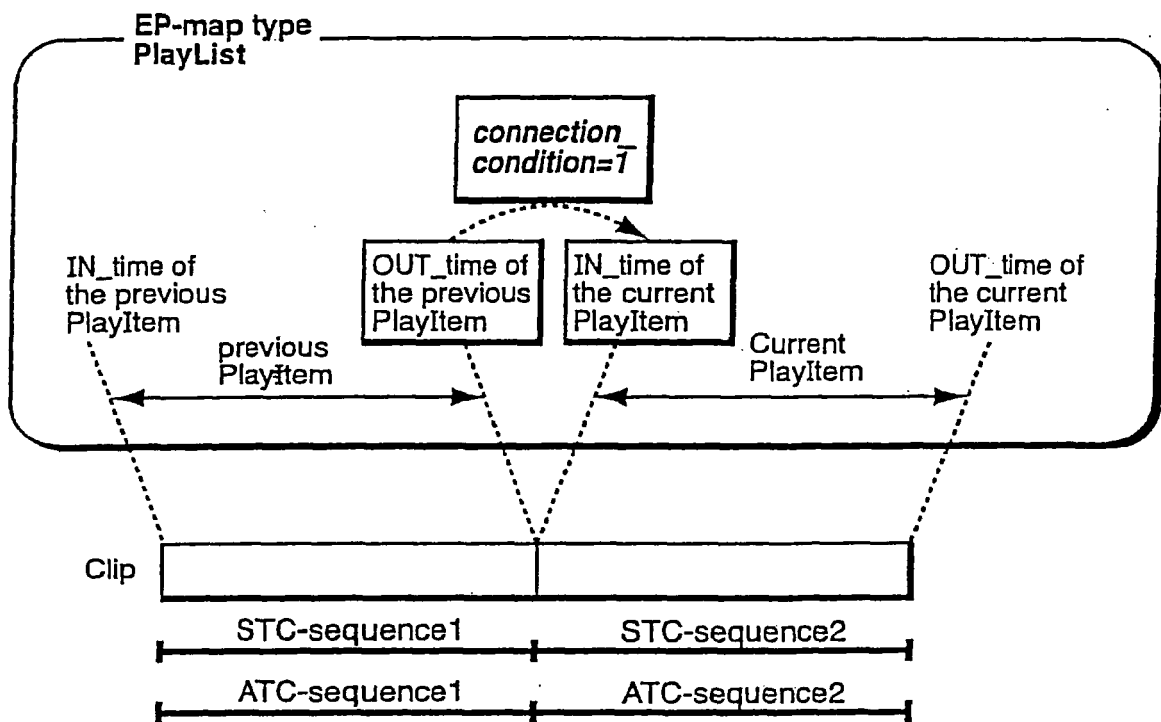 EP-map type
PlayList
connection_
condition=1
IN_time of
the previous
PlayItem
OUT_time of
the previous
PlayItem
IN_time of
the current
PlayItem
OUT_time of
the current
PlayItem
previous
PlayItem
Current
PlayItem
Clip
STC-sequence1
STC-sequence2
ATC-sequence1
ATC-sequence2